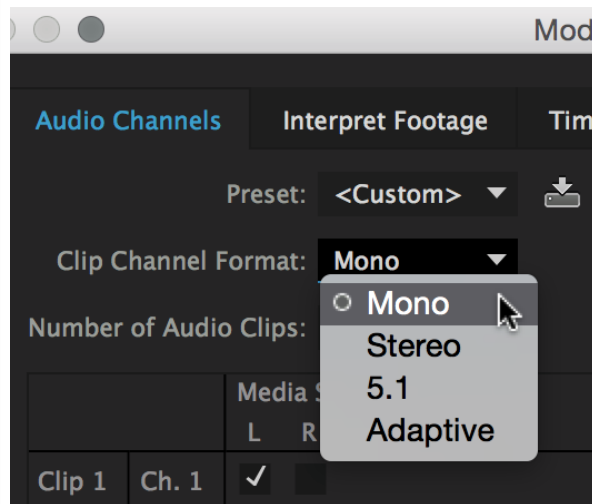 Mod
Audio Channels Interpret Footage Tim
Preset: <Custom>
Clip Channel Format: Mono
Mono
Stereo
5.1
Adaptive
Number of Audio Clips:
Media S
L R
Clip 1 Ch. 1